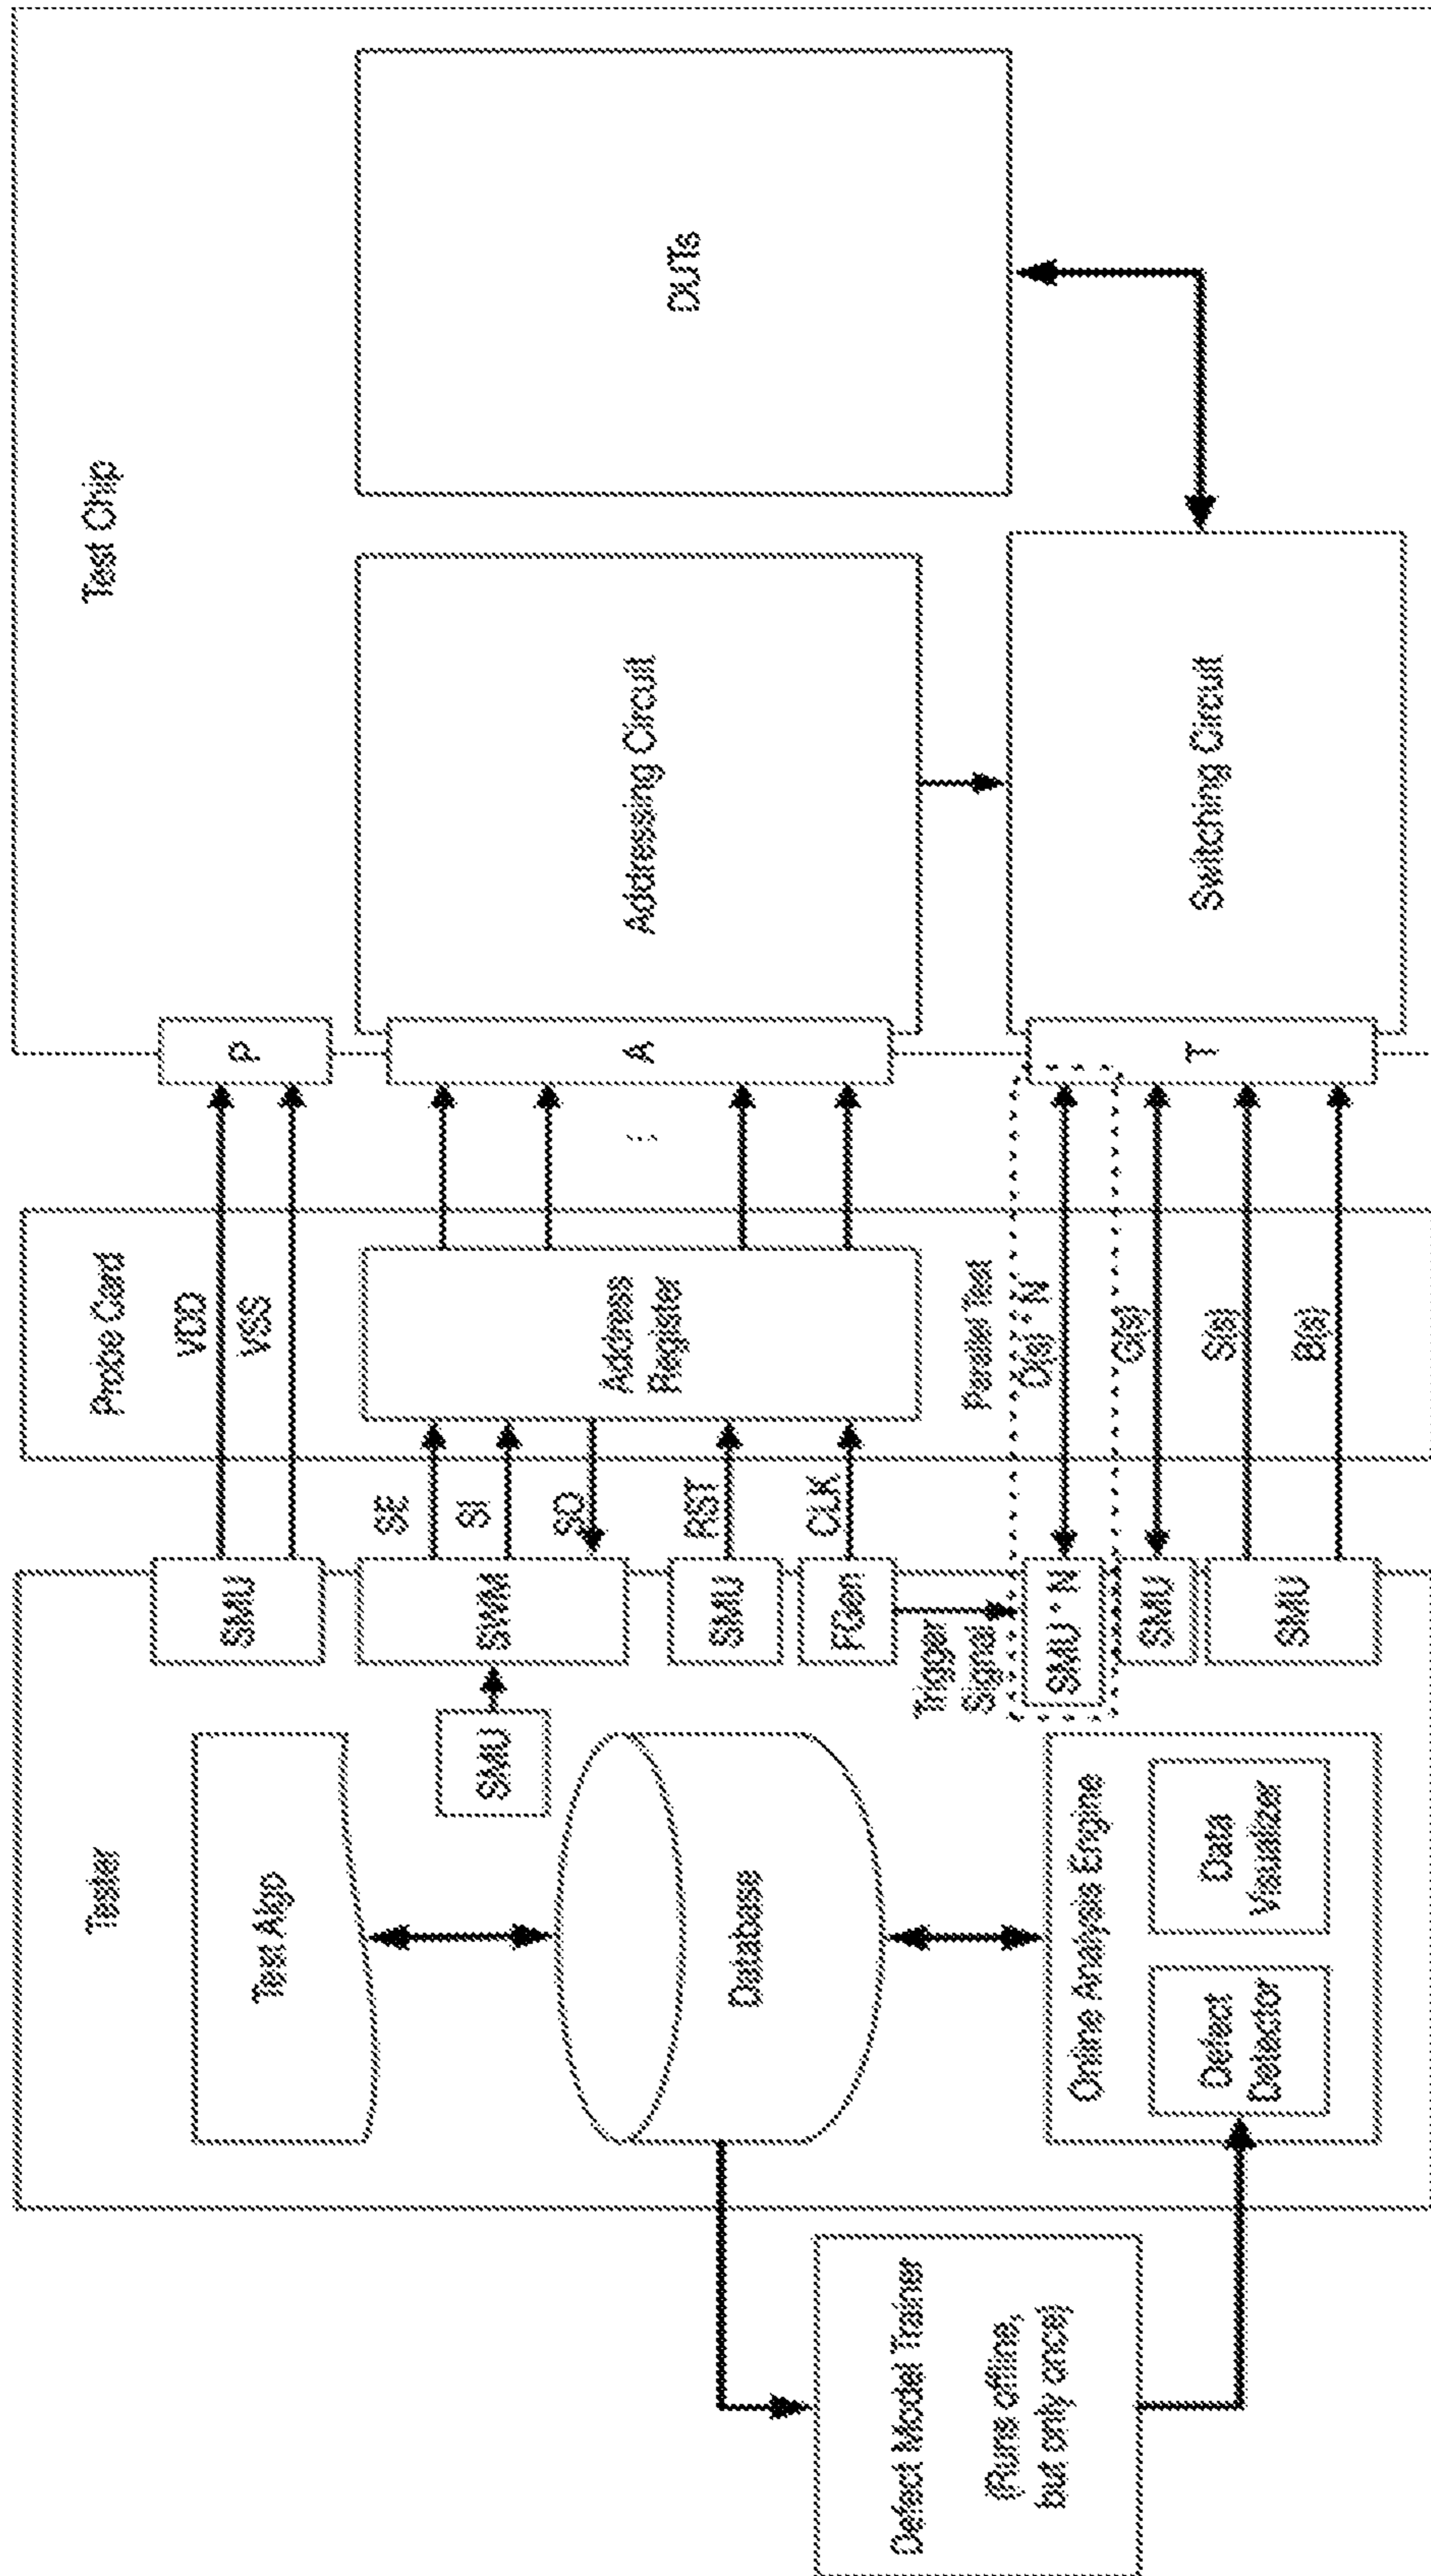 Tester
Probe Card
Test Chip
SMU
VDD
VSS
P
Test Algo
SMU
SWM
SE
SI
SO
Address
Register
A
Addressing Circuit
DUTs
SMU
RST
FGen
CLK
Database
Defect Model Trainer
(Runs offline,
but only once)
Trigger
Signal
Parallel Test
SMU * N
D(s) * N
SMU
G(s)
SMU
S(s)
B(s)
T
Switching Circuit
Online Analysis Engine
Defect
Detector
Data
Visualizer